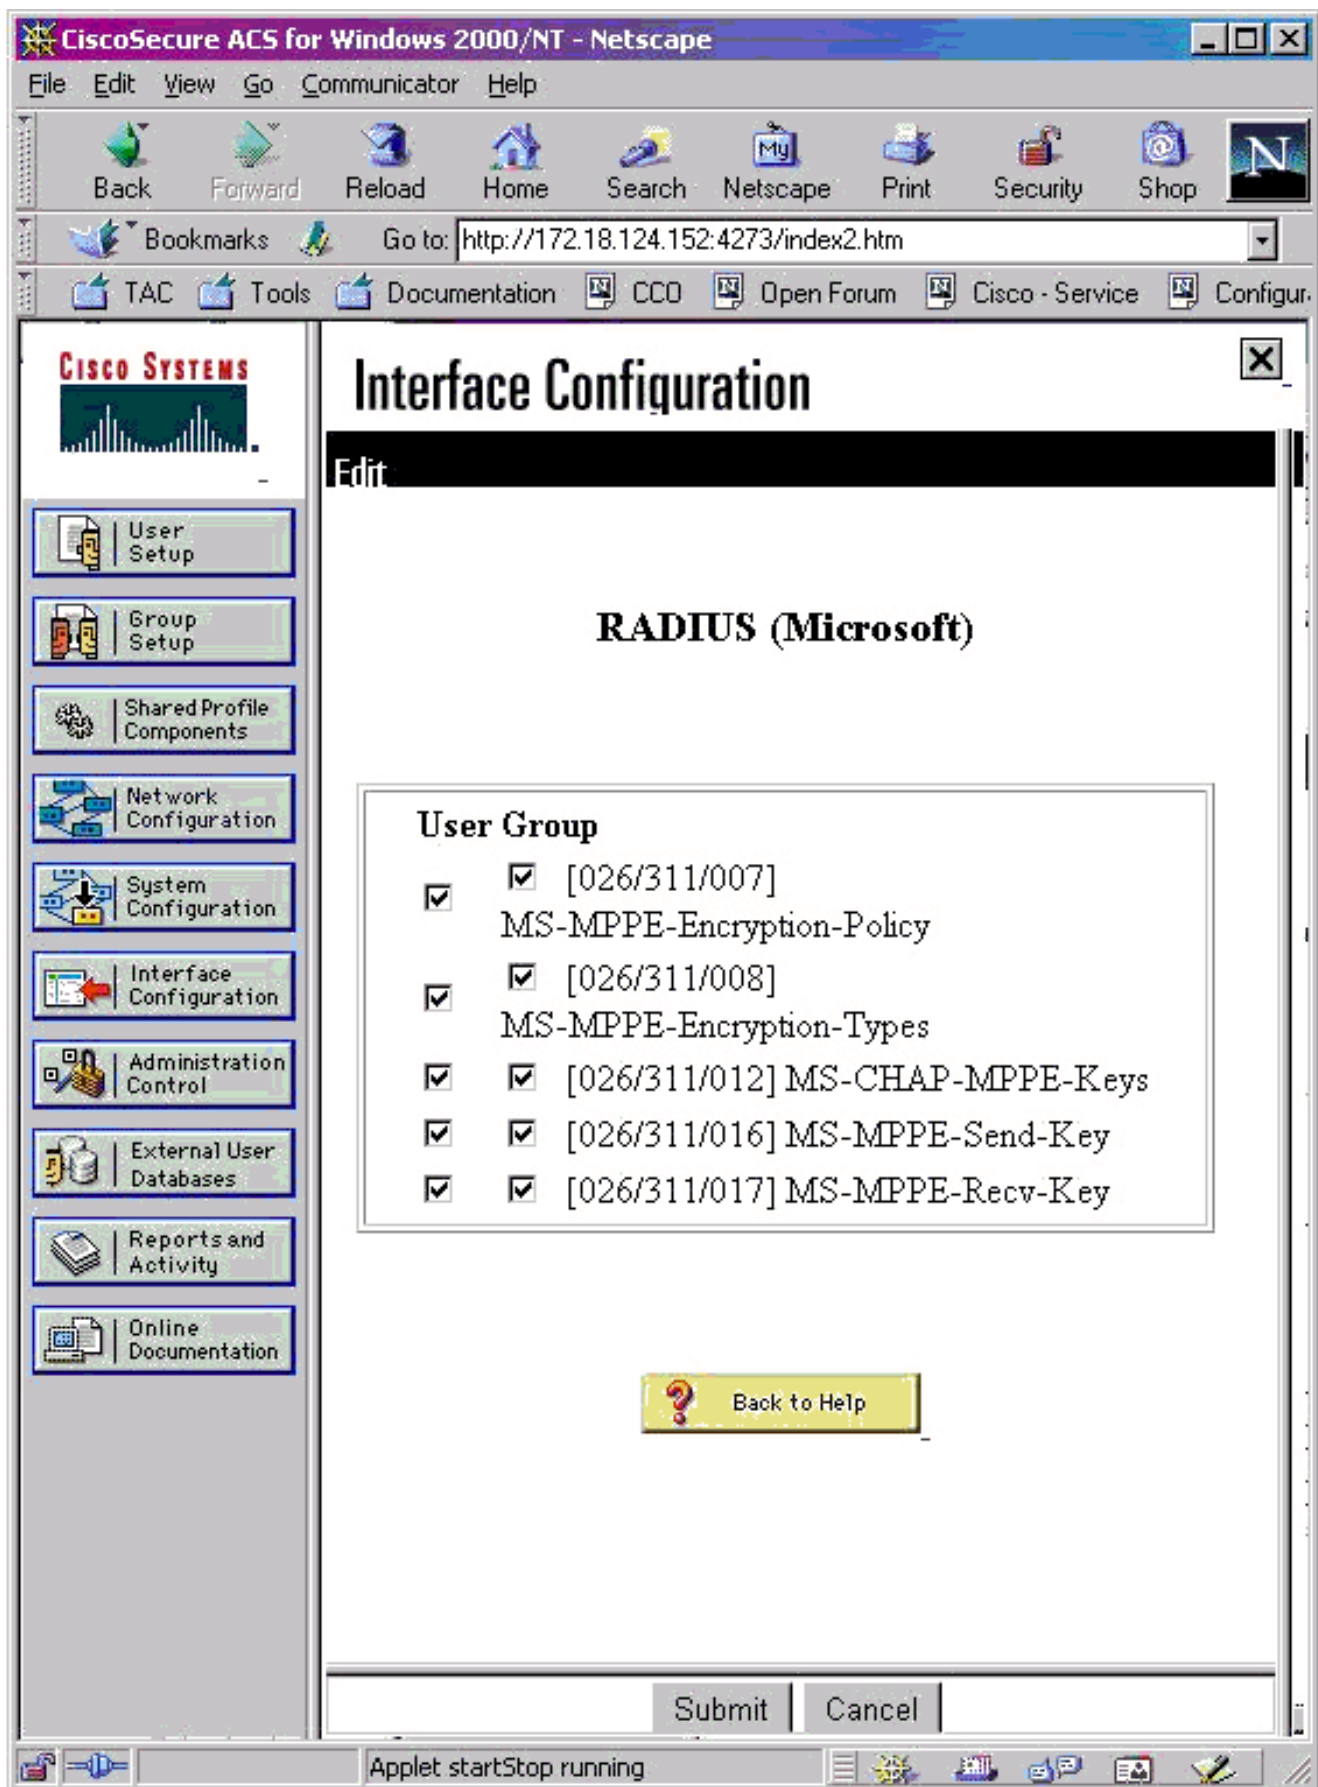 CiscoSecure ACS for Windows 2000/NT - Netscape
File Edit View Go Communicator Help
Back Forward Reload Home Search My Netscape Print Security Shop N
Bookmarks Go to: http://172.18.124.152:4273/index2.htm
TAC Tools Documentation CCO Open Forum Cisco - Service Configur
CISCO SYSTEMS
Interface Configuration
Edit
User
Setup
Group
Setup
Shared Profile
Components
Network
Configuration
System
Configuration
Interface
Configuration
Administration
Control
External User
Databases
Reports and
Activity
Online
Documentation
RADIUS (Microsoft)
User Group
[026/311/007]
MS-MPPE-Encryption-Policy
[026/311/008]
MS-MPPE-Encryption-Types
[026/311/012] MS-CHAP-MPPE-Keys
[026/311/016] MS-MPPE-Send-Key
[026/311/017] MS-MPPE-Recv-Key
? Back to Help
Submit Cancel
Applet startStop running